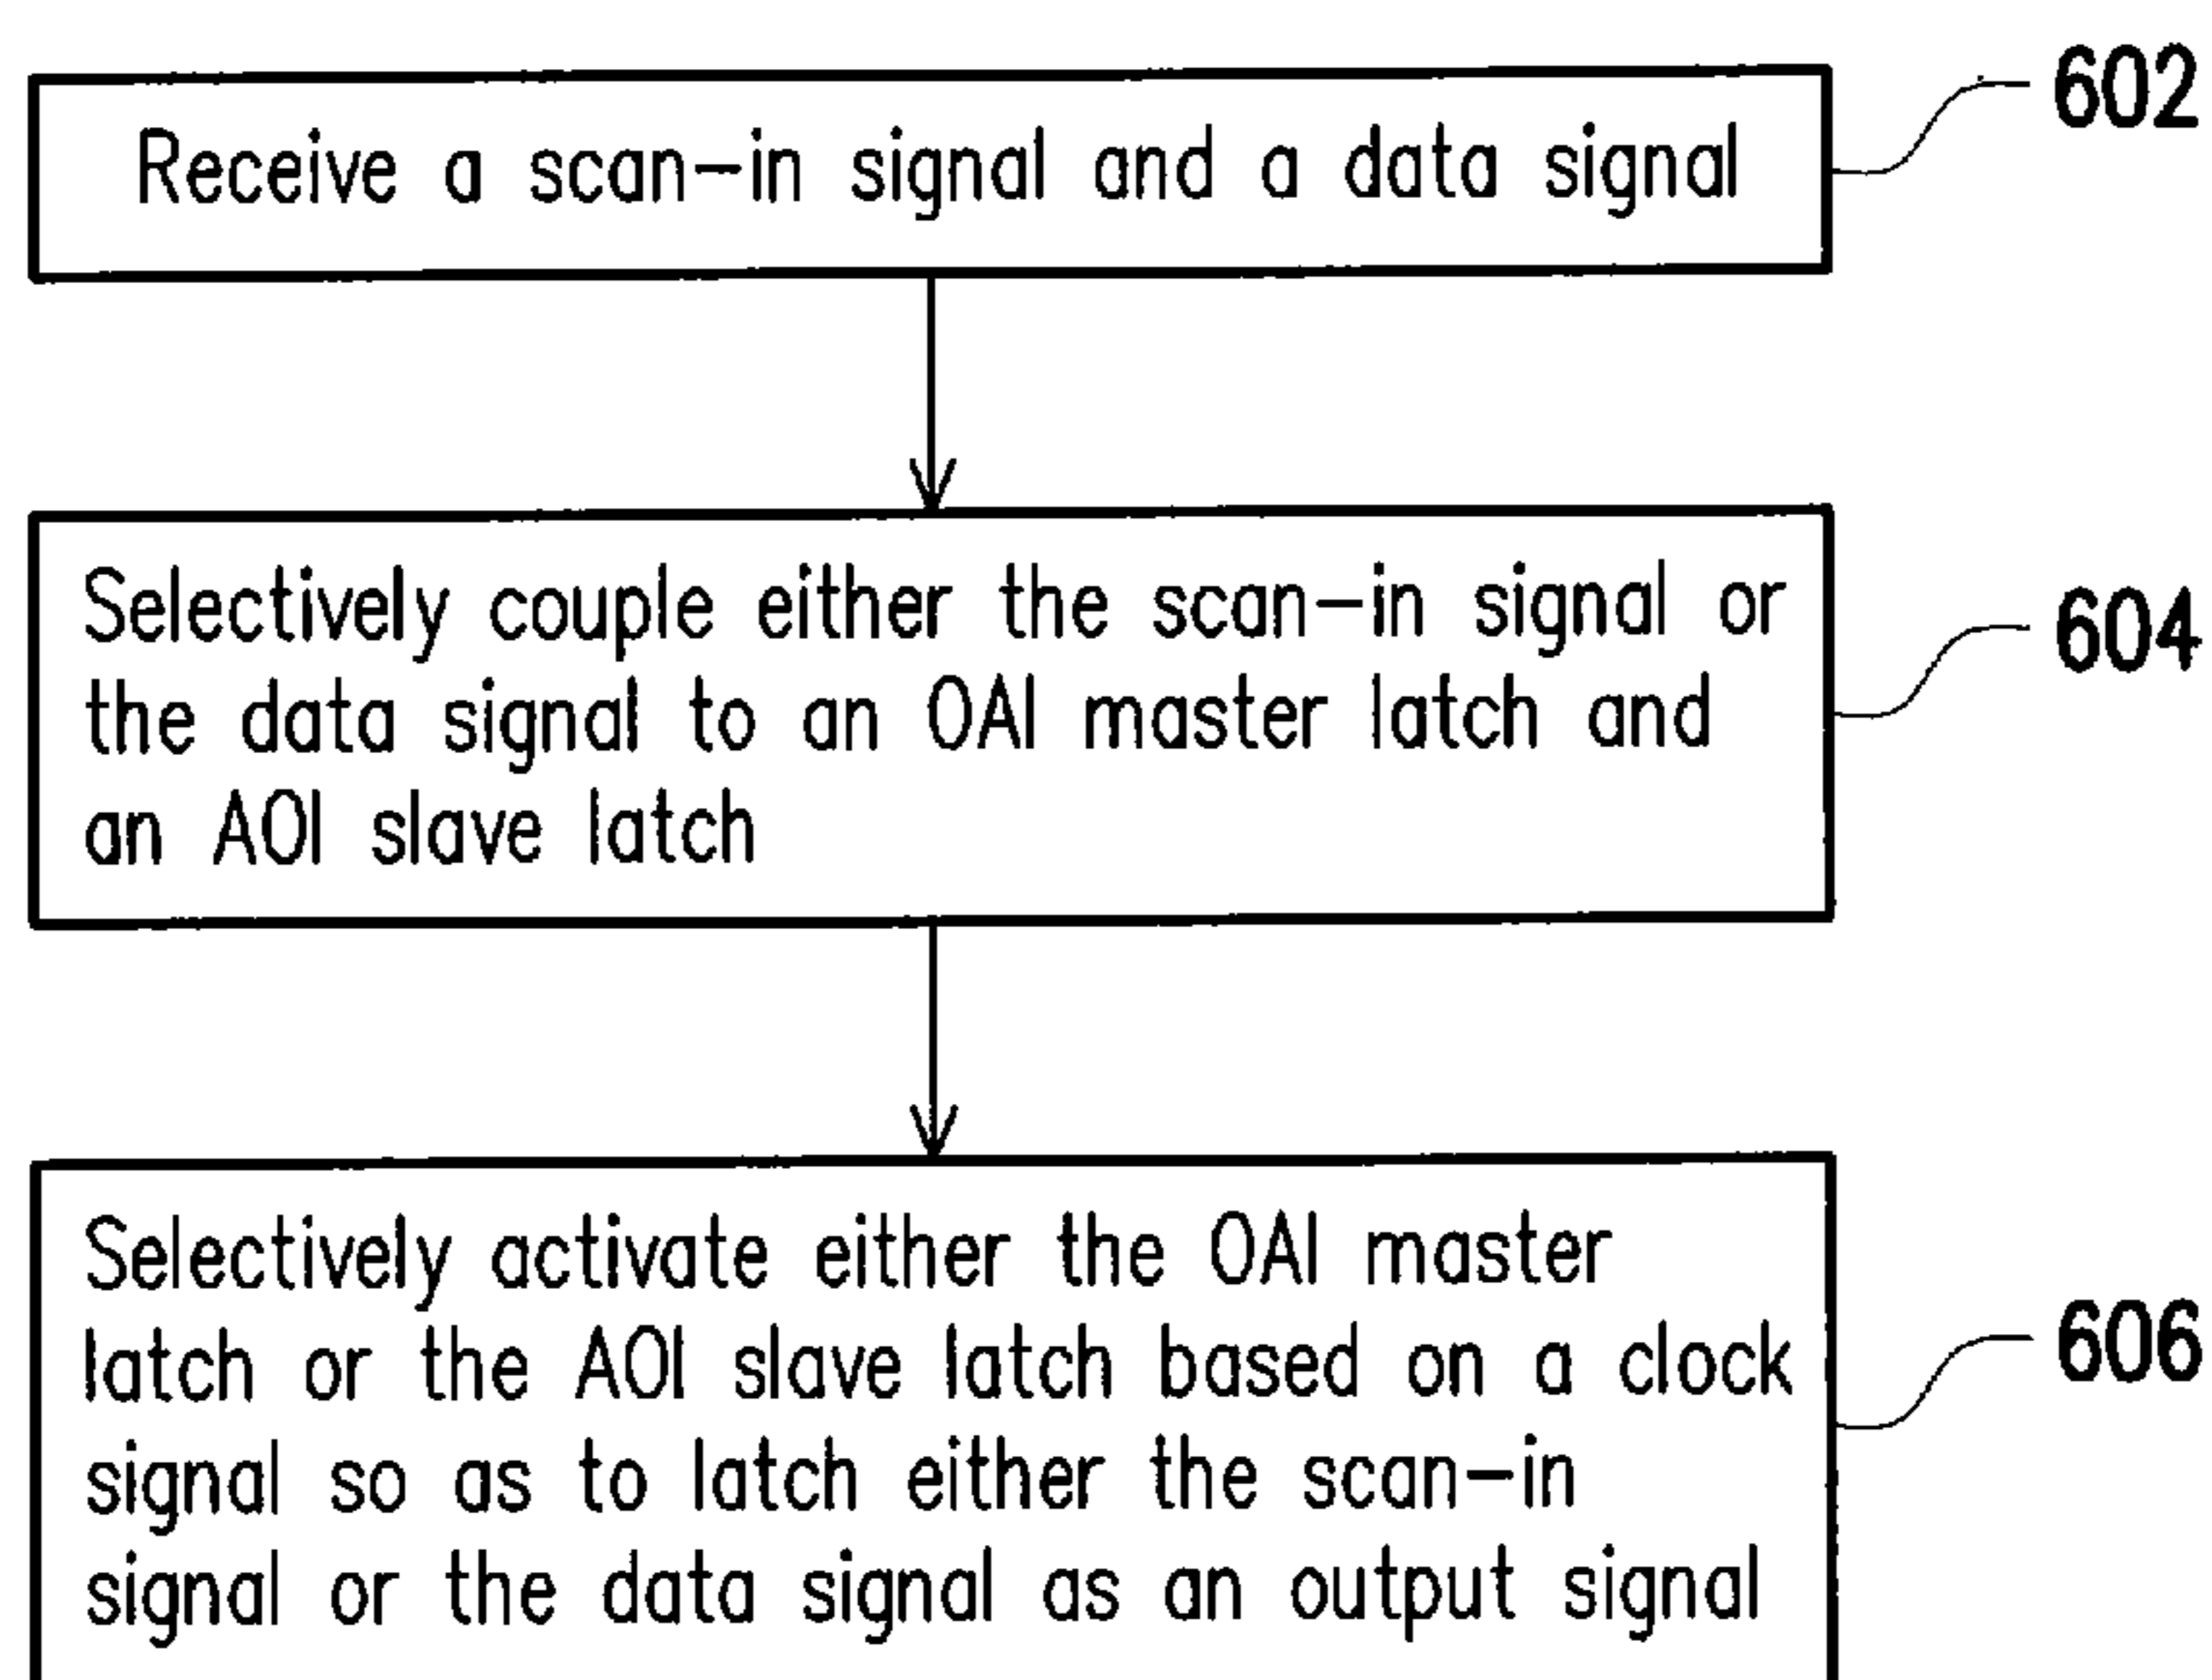 Receive a scan-in signal and a data signal
602
Selectively couple either the scan-in signal or
the data signal to an OAI master latch and
an AOI slave latch
604
Selectively activate either the OAI master
latch or the AOI slave latch based on a clock
signal so as to latch either the scan-in
signal or the data signal as an output signal
606